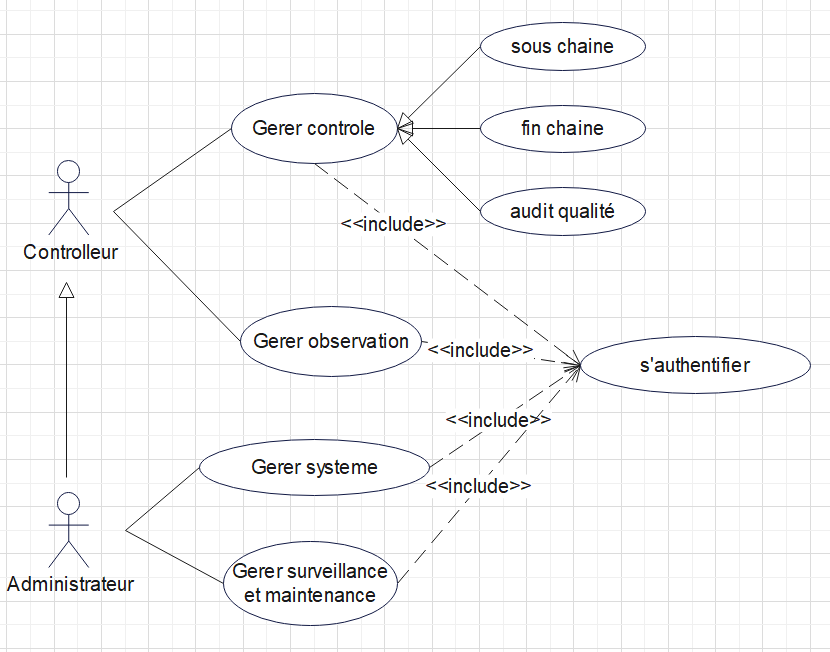 sous chaine
Gerer controle
fin chaine
audit qualité
<<include>>
Controlleur
Gerer observation
<<include>>
s'authentifier
<<include>>
Gerer systeme
<<include>>
Administrateur
Gerer surveillance
et maintenance